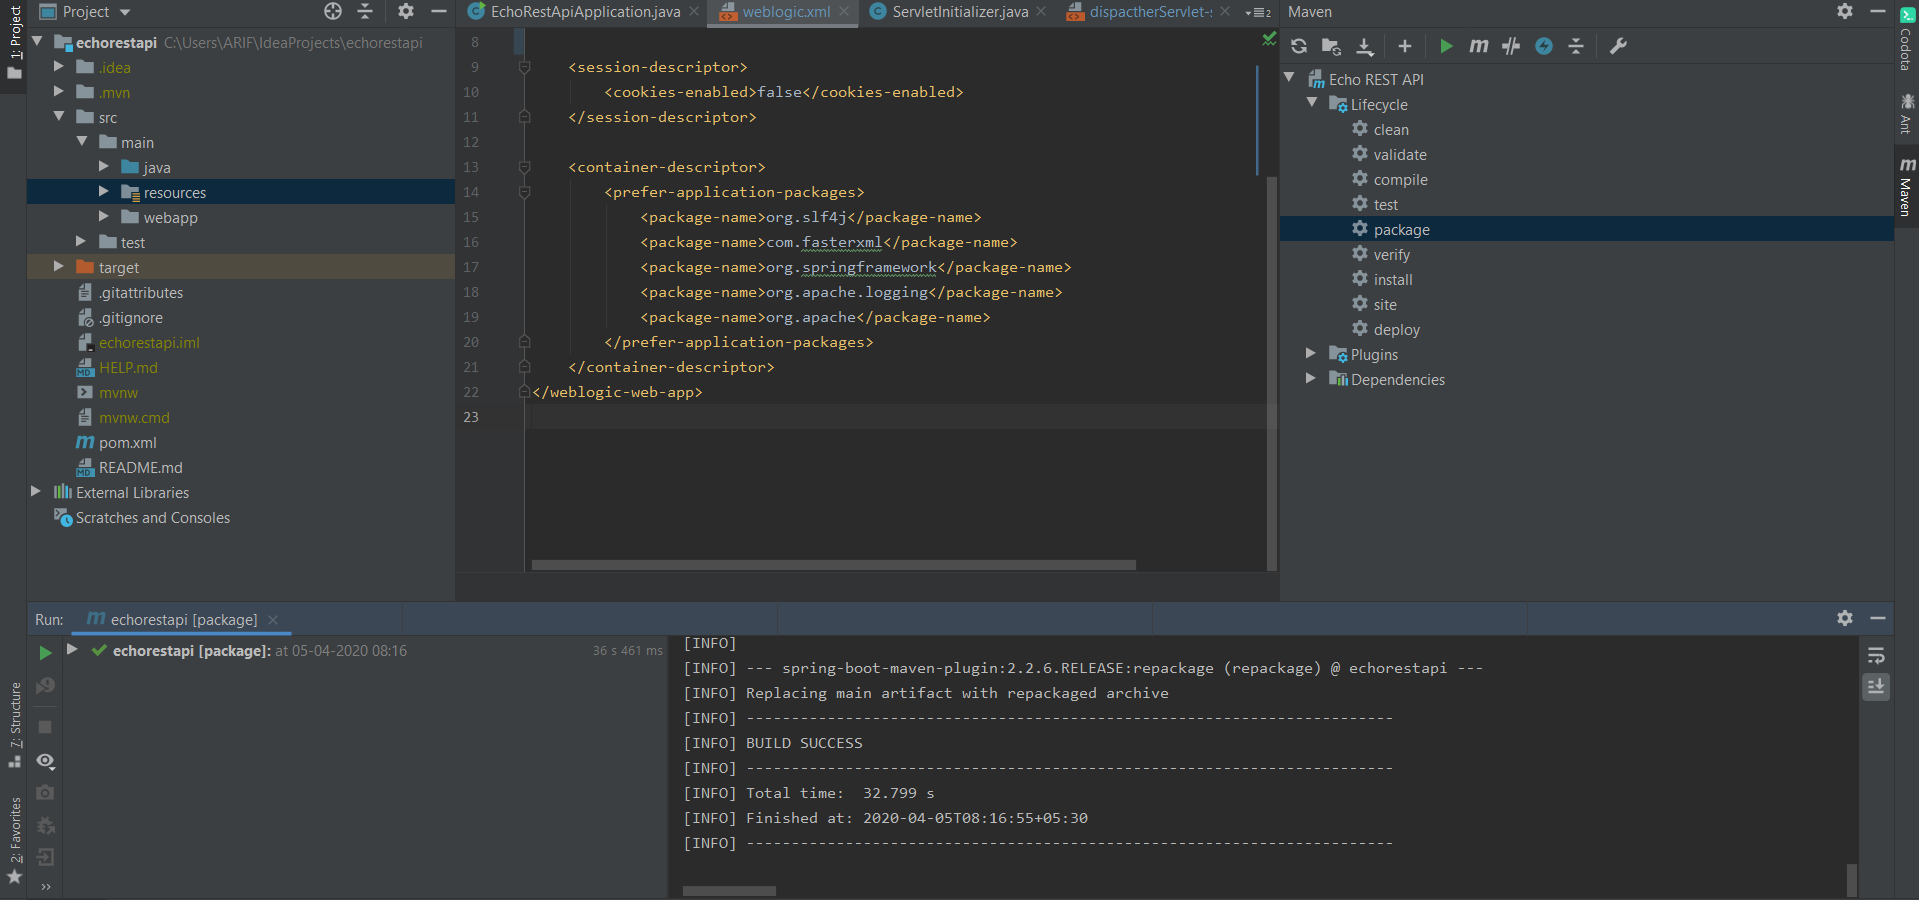 1: Project
Project
EchoRestApiApplication.java
weblogic.xml
ServletInitializer.java
dispactherServlet-s
2
Maven
echorestapi C:\Users\ARIF\IdeaProjects\echorestapi
.idea
.mvn
src
main
java
resources
webapp
test
target
.gitattributes
.gitignore
echorestapi.iml
HELP.md
mvnw
mvnw.cmd
pom.xml
README.md
External Libraries
Scratches and Consoles
8
9 <session-descriptor>
10 <cookies-enabled>false</cookies-enabled>
11 </session-descriptor>
12
13 <container-descriptor>
14 <prefer-application-packages>
15 <package-name>org.slf4j</package-name>
16 <package-name>com.fasterxml</package-name>
17 <package-name>org.springframework</package-name>
18 <package-name>org.apache.logging</package-name>
19 <package-name>org.apache</package-name>
20 </prefer-application-packages>
21 </container-descriptor>
22 </weblogic-web-app>
23
Echo REST API
Lifecycle
clean
validate
compile
test
package
verify
install
site
deploy
Plugins
Dependencies
Codota
Ant
Maven
Run: echorestapi [package]
echorestapi [package]: at 05-04-2020 08:16 36 s 461 ms
[INFO]
[INFO] --- spring-boot-maven-plugin:2.2.6.RELEASE:repackage (repackage) @ echorestapi ---
[INFO] Replacing main artifact with repackaged archive
[INFO] ------------------------------------------------------------------------
[INFO] BUILD SUCCESS
[INFO] ------------------------------------------------------------------------
[INFO] Total time:  32.799 s
[INFO] Finished at: 2020-04-05T08:16:55+05:30
[INFO] ------------------------------------------------------------------------
7: Structure
2: Favorites